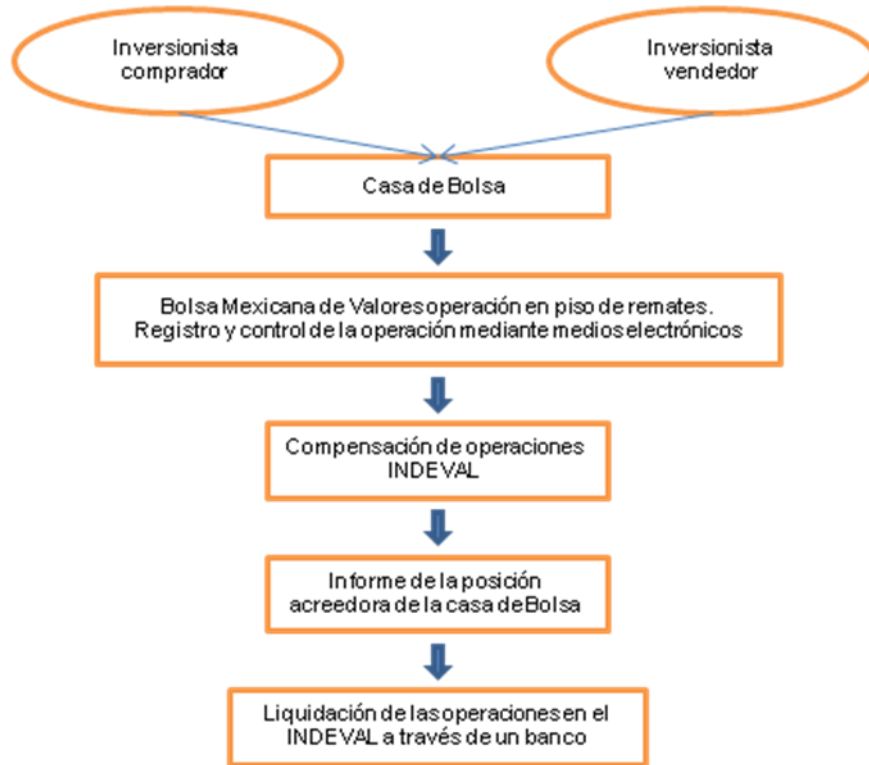 Inversionista
comprador
Inversionista
vendedor
Casa de Bolsa
Bolsa Mexicana de Valores operación en piso de remates.
Registro y control de la operación mediante medios electrónicos
Compensación de operaciones
INDEVAL
Informe de la posición
acreedora de la casa de Bolsa
Liquidación de las operaciones en el
INDEVAL a través de un banco